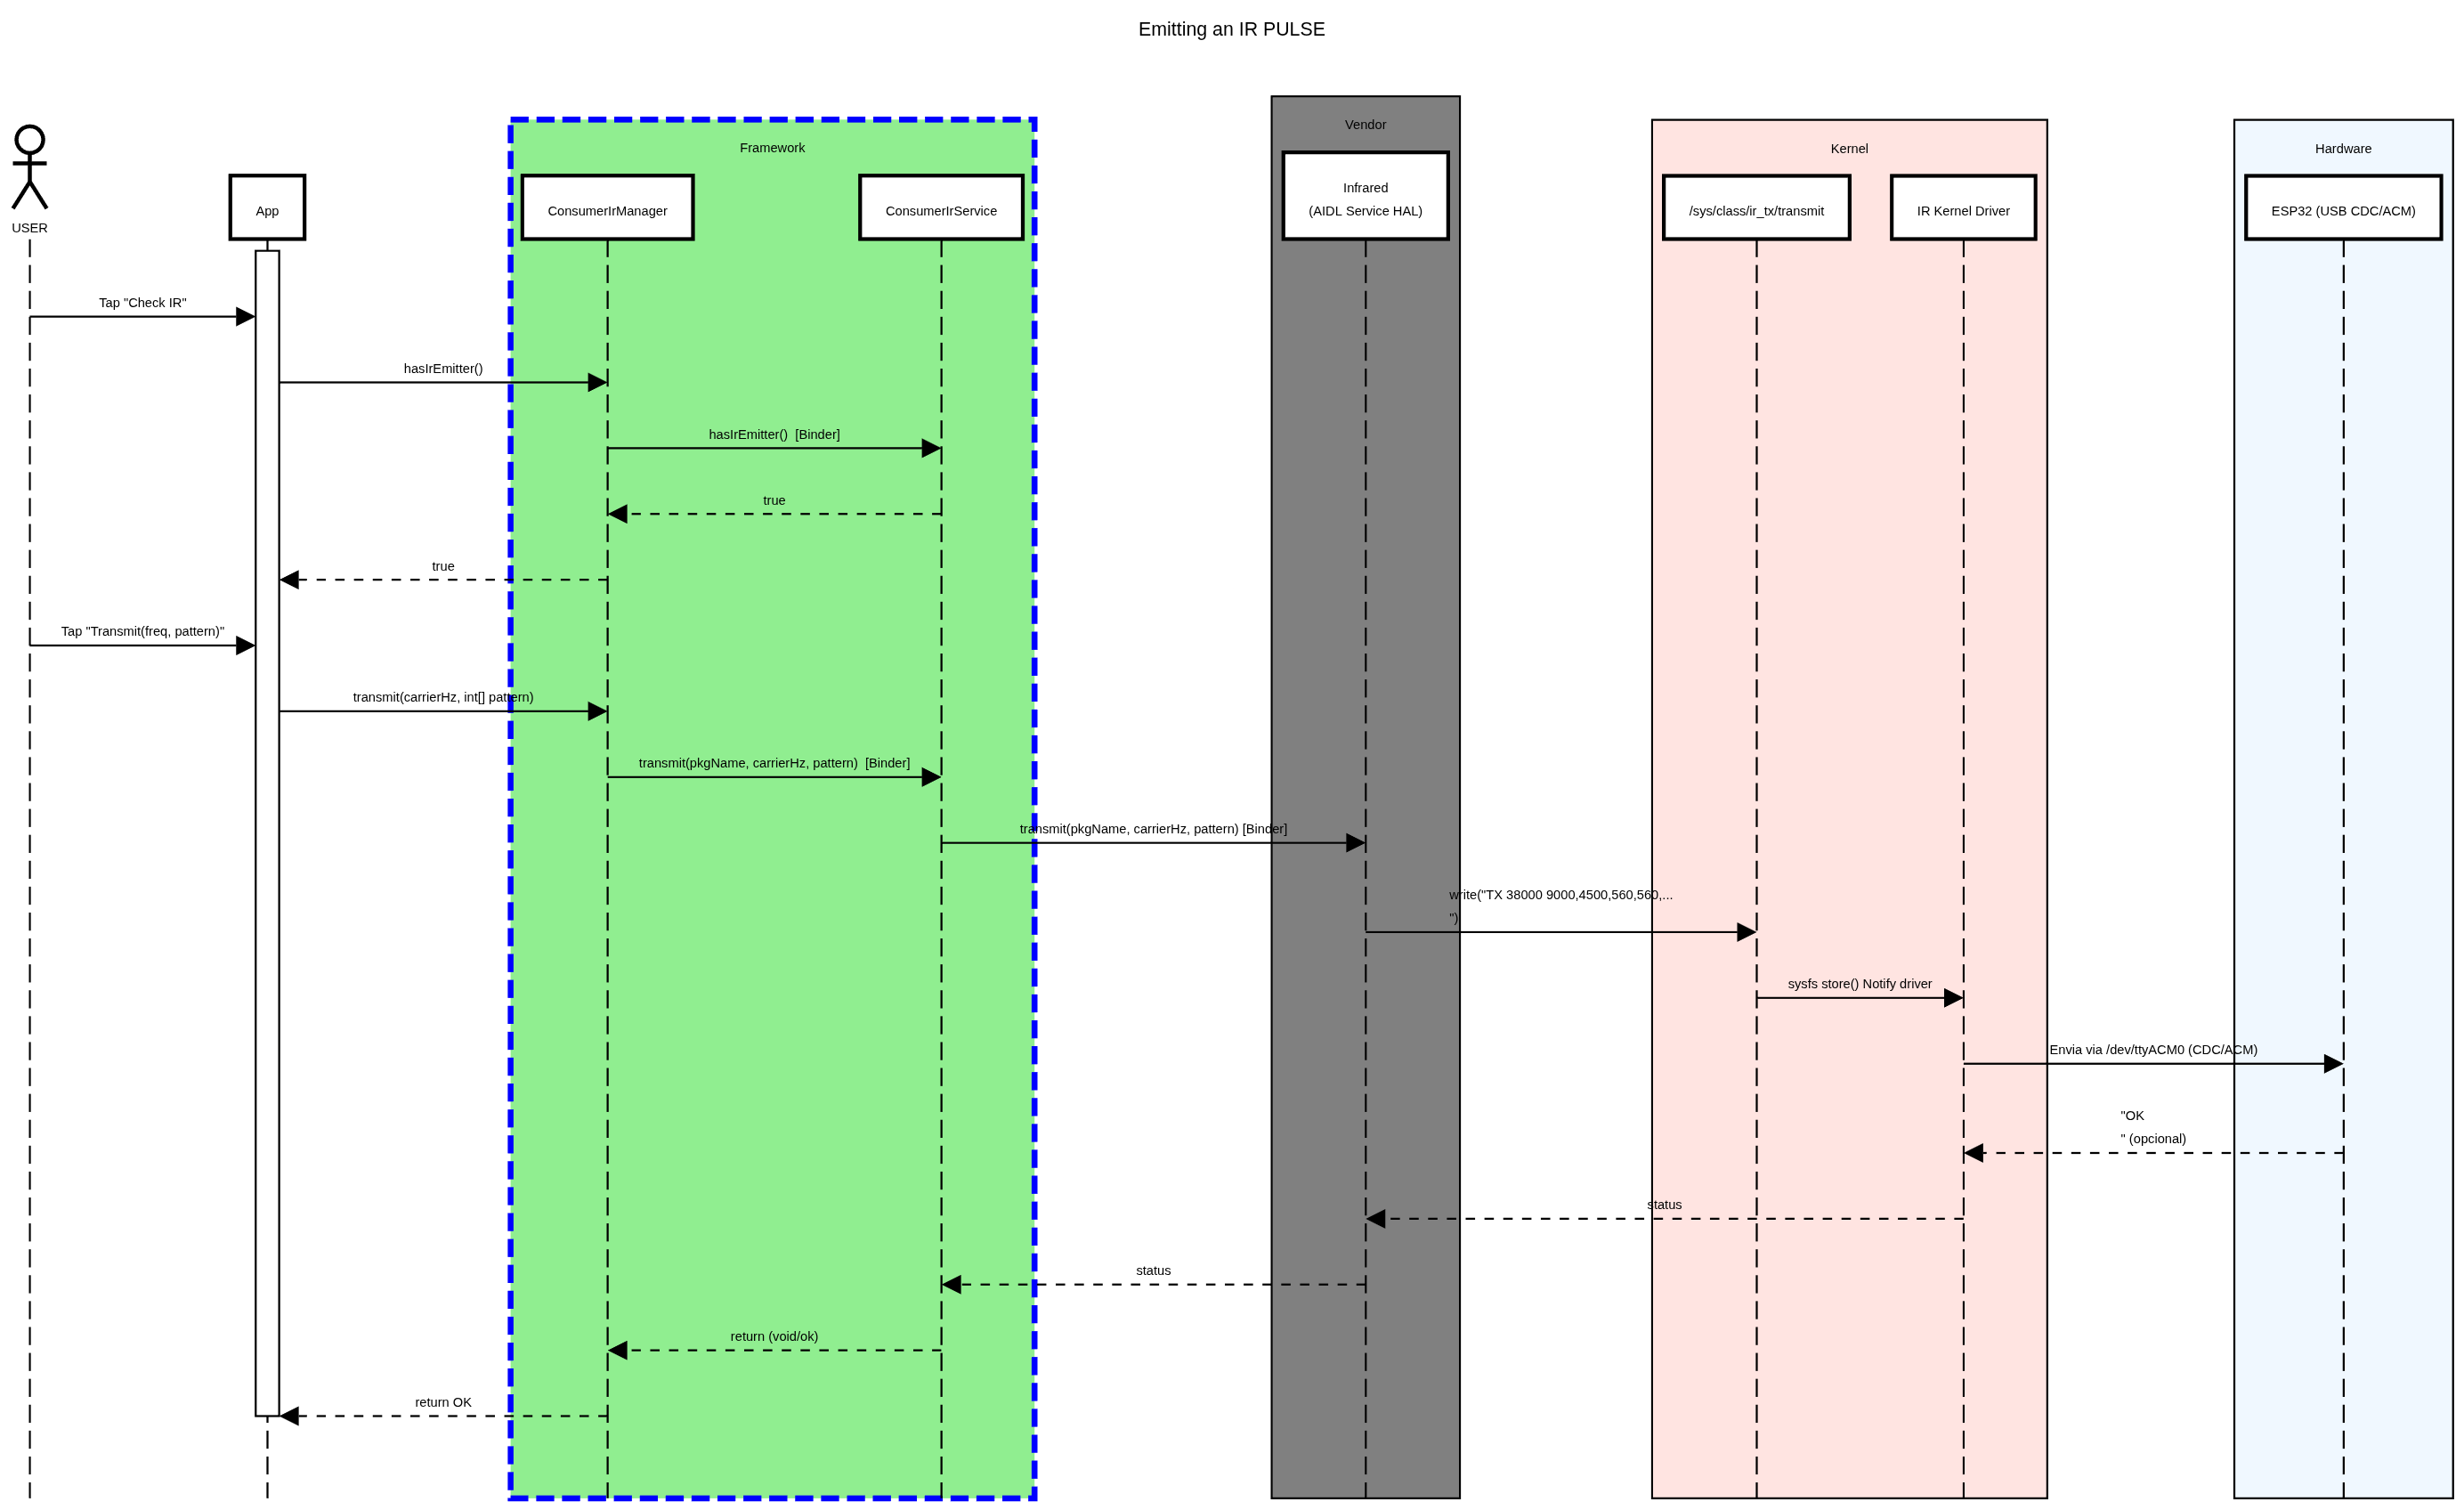 Emitting an IR PULSE
Vendor
Framework
Kernel
Hardware
USER
App
ConsumerIrManager
ConsumerIrService
Infrared
(AIDL Service HAL)
/sys/class/ir_tx/transmit
IR Kernel Driver
ESP32 (USB CDC/ACM)
Tap "Check IR"
hasIrEmitter()
hasIrEmitter()  [Binder]
true
true
Tap "Transmit(freq, pattern)"
transmit(carrierHz, int[] pattern)
transmit(pkgName, carrierHz, pattern)  [Binder]
transmit(pkgName, carrierHz, pattern) [Binder]
write("TX 38000 9000,4500,560,560,...
")
sysfs store() Notify driver
Envia via /dev/ttyACM0 (CDC/ACM)
"OK
" (opcional)
status
status
return (void/ok)
return OK